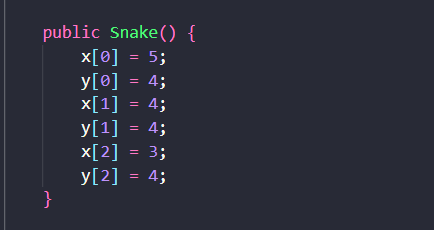 public Snake() {
x[0] = 5;
y[0] = 4;
x[1] = 4;
y[1] = 4;
x[2] = 3;
y[2] = 4;
}